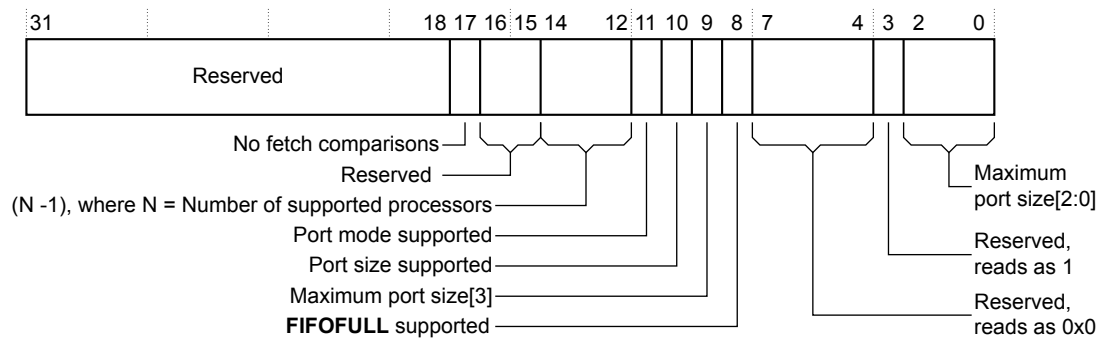 31 18 17 16 15 14 12 11 10 9 8 7 4 3 2 0
Reserved
No fetch comparisons
Reserved
(N -1), where N = Number of supported processors
Port mode supported
Port size supported
Maximum port size[3]
FIFOFULL supported
Maximum
port size[2:0]
Reserved,
reads as 1
Reserved,
reads as 0x0